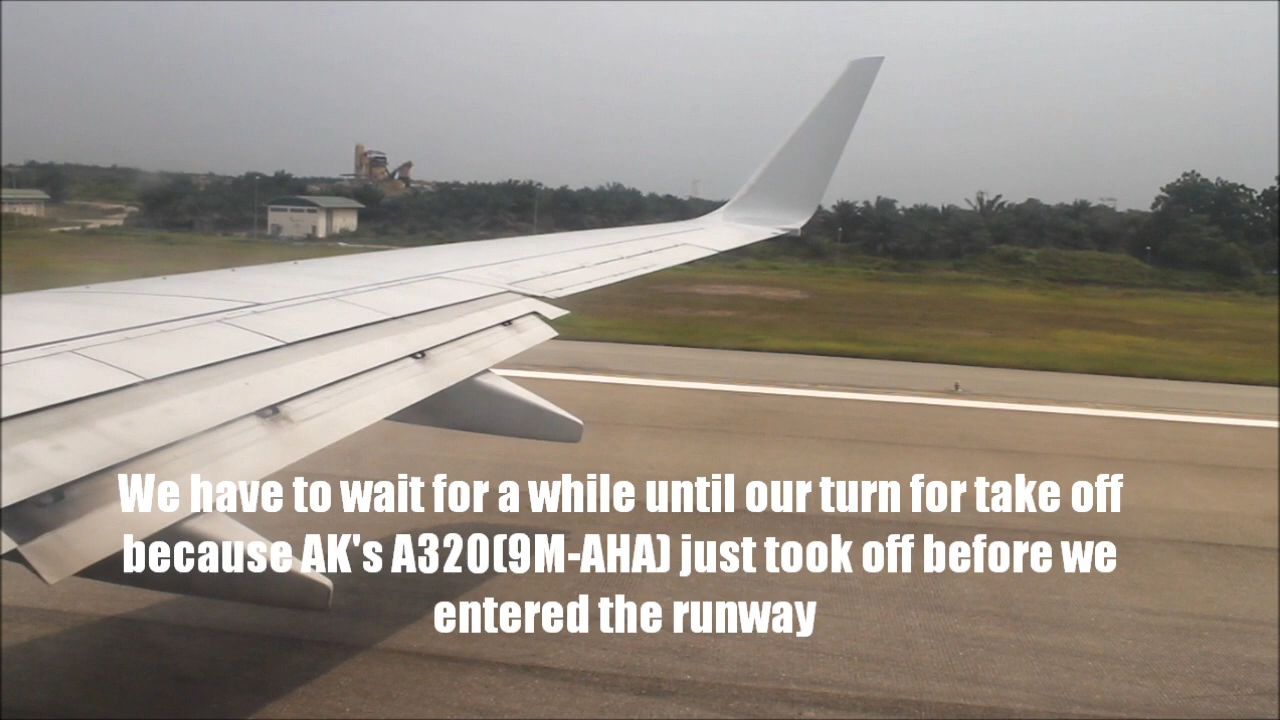 We have to wait for a while until our turn for take off
because AK's A320(9M-AHA) just took off before we
entered the runway